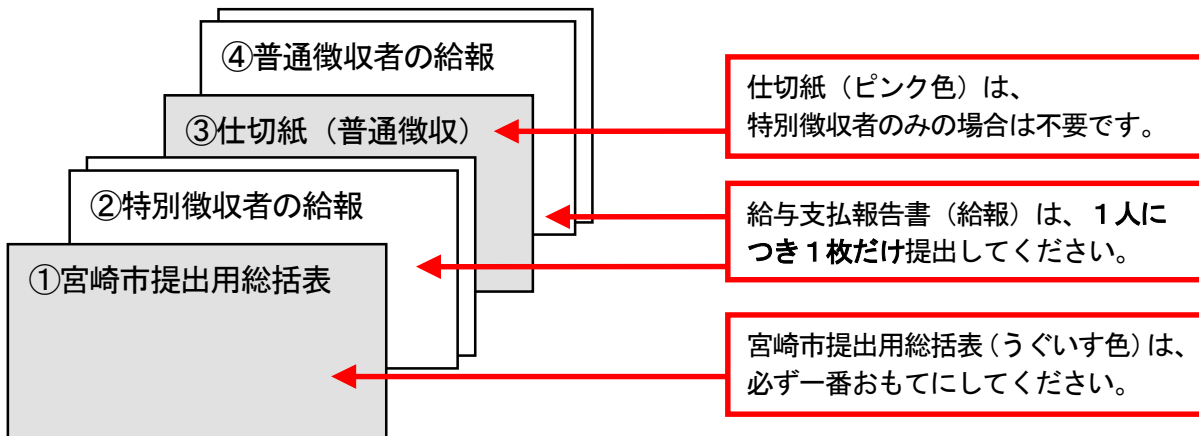 ④普通徴収者の給報
③仕切紙（普通徴収）
②特別徴収者の給報
①宮崎市提出用総括表
仕切紙（ピンク色）は、
特別徴収者のみの場合は不要です。
給与支払報告書（給報）は、１人に
つき１枚だけ提出してください。
宮崎市提出用総括表（うぐいす色）は、
必ず一番おもてにしてください。